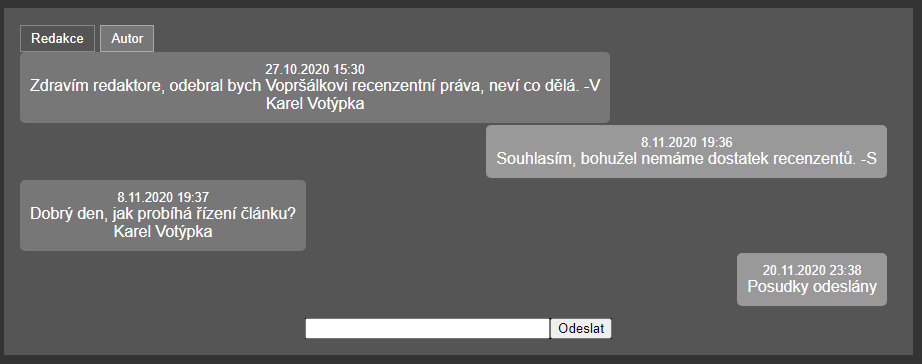 Redakce Autor
27.10.2020 15:30
Zdravím redaktore, odebral bych Vopršálkovi recenzentní práva, neví co dělá. -V
Karel Votýpka
8.11.2020 19:36
Souhlasím, bohužel nemáme dostatek recenzentů. -S
8.11.2020 19:37
Dobrý den, jak probíhá řízení článku?
Karel Votýpka
20.11.2020 23:38
Posudky odeslány
Odeslat